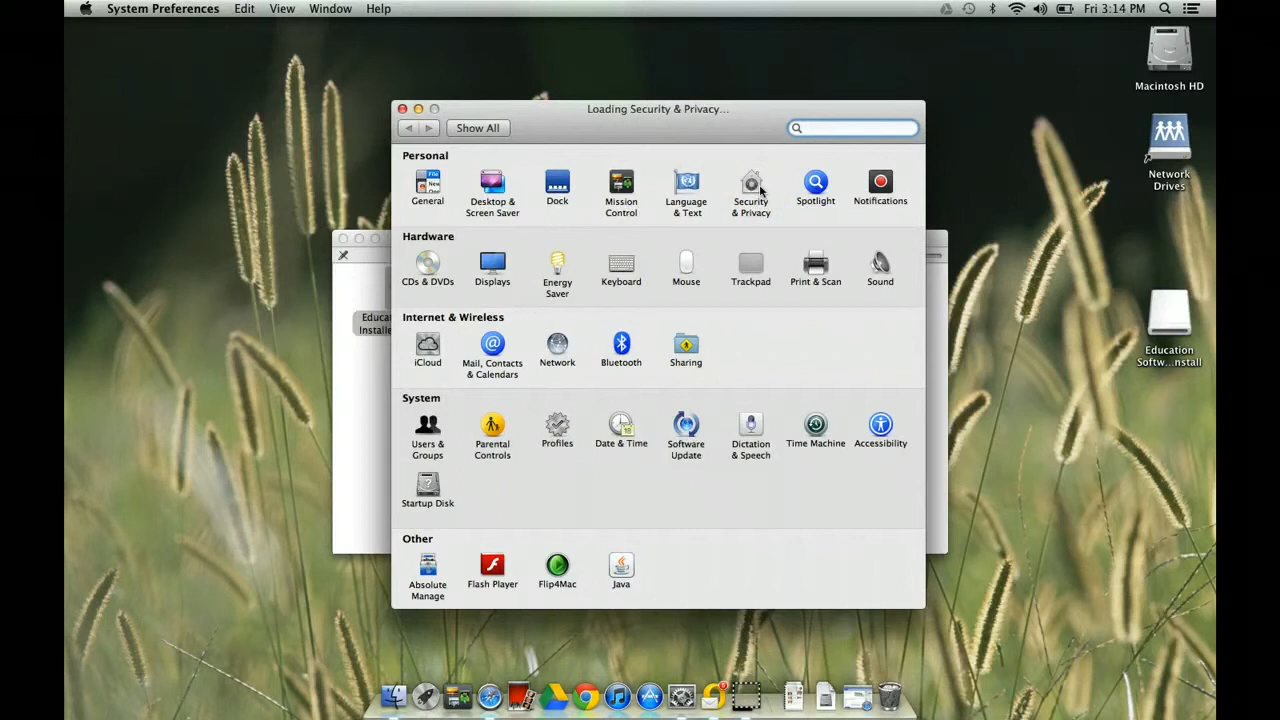 System Preferences Edit View Window Help
Fri 3:14 PM
Macintosh HD
Network
Drives
Education
Softw...nstall
Loading Security & Privacy...
Show All
Personal
General
Desktop &
Screen Saver
Dock
Mission
Control
Language
& Text
Security
& Privacy
Spotlight
Notifications
Hardware
CDs & DVDs
Displays
Energy
Saver
Keyboard
Mouse
Trackpad
Print & Scan
Sound
Internet & Wireless
iCloud
Mail, Contacts
& Calendars
Network
Bluetooth
Sharing
System
Users &
Groups
Parental
Controls
Profiles
Date & Time
Software
Update
Dictation
& Speech
Time Machine
Accessibility
Startup Disk
Other
Absolute
Manage
Flash Player
Flip4Mac
Java
Educa
Installe